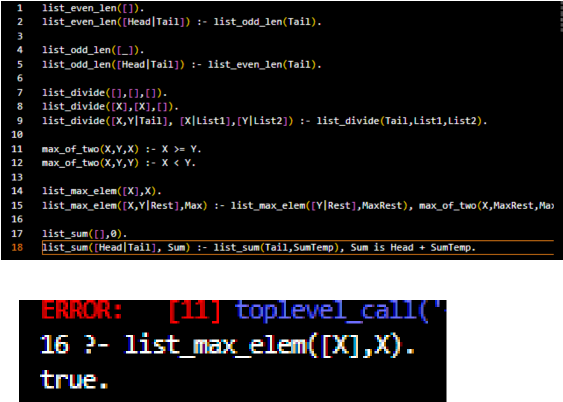 1 list_even_len([]).
2 list_even_len([Head|Tail]) :- list_odd_len(Tail).
3
4 list_odd_len([_]).
5 list_odd_len([Head|Tail]) :- list_even_len(Tail).
6
7 list_divide([],[],[]).
8 list_divide([X],[X],[]).
9 list_divide([X,Y|Tail], [X|List1],[Y|List2]) :- list_divide(Tail,List1,List2).
10
11 max_of_two(X,Y,X) :- X >= Y.
12 max_of_two(X,Y,Y) :- X < Y.
13
14 list_max_elem([X],X).
15 list_max_elem([X,Y|Rest],Max) :- list_max_elem([Y|Rest],MaxRest), max_of_two(X,MaxRest,Max
16
17 list_sum([],0).
18 list_sum([Head|Tail], Sum) :- list_sum(Tail,SumTemp), Sum is Head + SumTemp.
ERROR: [11] toplevel_call('
16 ?- list_max_elem([X],X).
true.